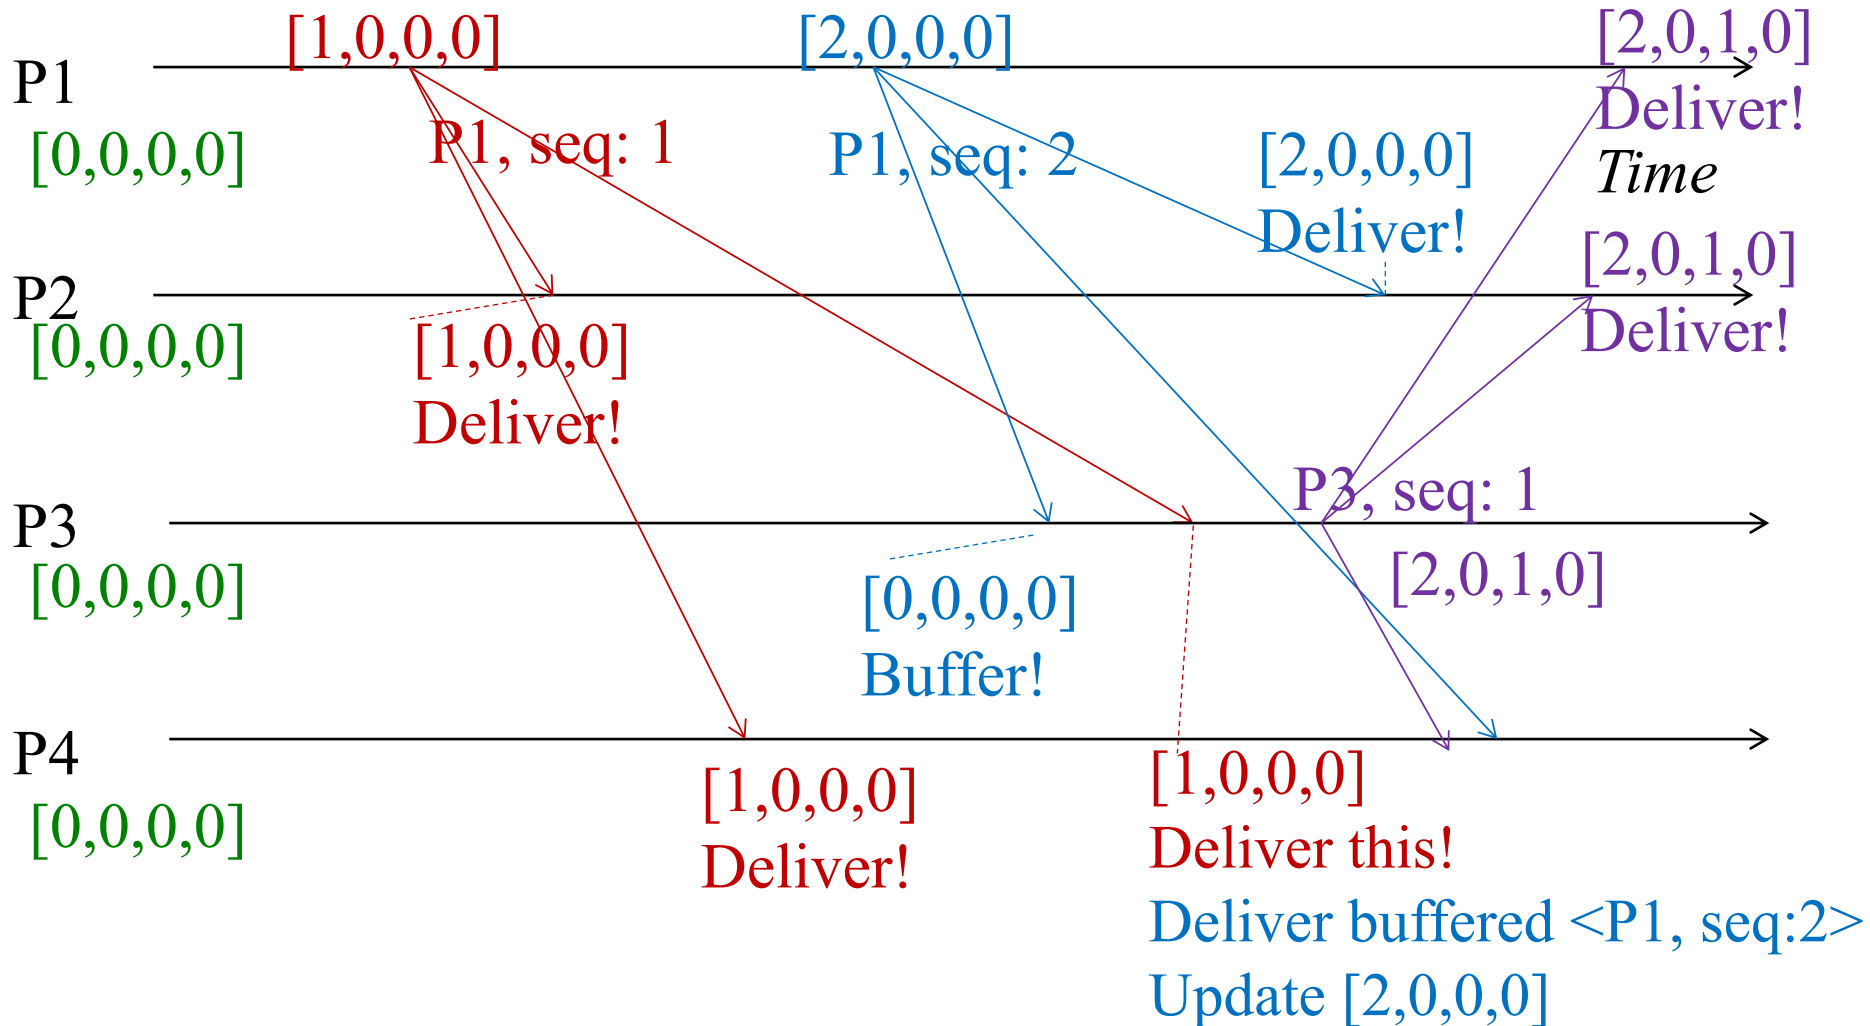 [1,0,0,0]
[2,0,0,0]
[2,0,1,0]
P1
Deliver!
P1, seq: 1
P1, seq: 2
[2,0,0,0]
[0,0,0,0]
Time
Deliver!
[2,0,1,0]
P2
Deliver!
[0,0,0,0]
[1,0,0,0]
Deliver!
P3, seq: 1
P3
[2,0,1,0]
[0,0,0,0]
[0,0,0,0]
Buffer!
P4
[1,0,0,0]
Deliver!
[0,0,0,0]
[1,0,0,0]
Deliver this!
Deliver buffered <P1, seq:2>
Update [2,0,0,0]